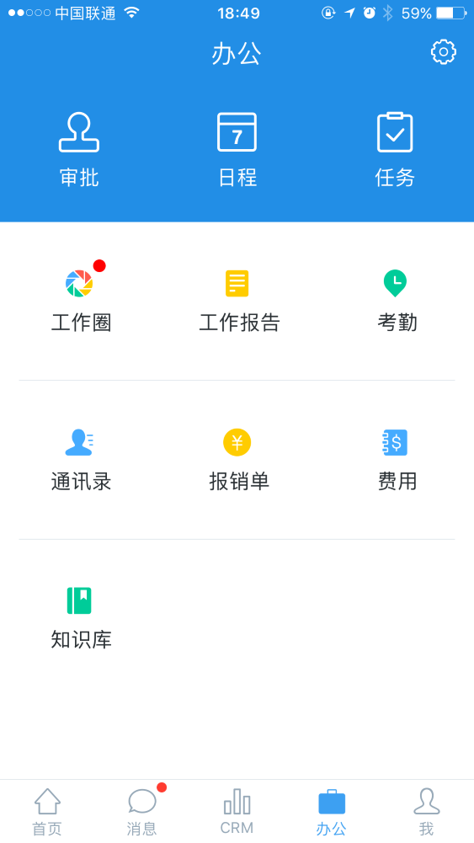 中国联通 18:49 59%
办公
7
审批 日程 任务
工作圈 工作报告 考勤
通讯录 报销单 费用
知识库
首页 消息 CRM 办公 我